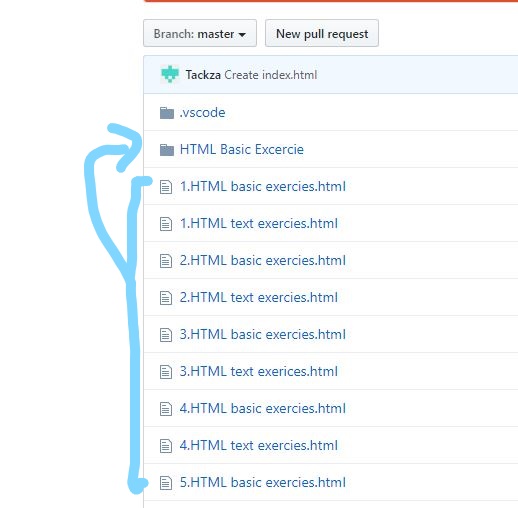 Branch: master New pull request
Tackza Create index.html
.vscode
HTML Basic Excercie
1.HTML basic exercies.html
1.HTML text exercies.html
2.HTML basic exercies.html
2.HTML text exercies.html
3.HTML basic exercies.html
3.HTML text exerices.html
4.HTML basic exercies.html
4.HTML text exercies.html
5.HTML basic exercies.html